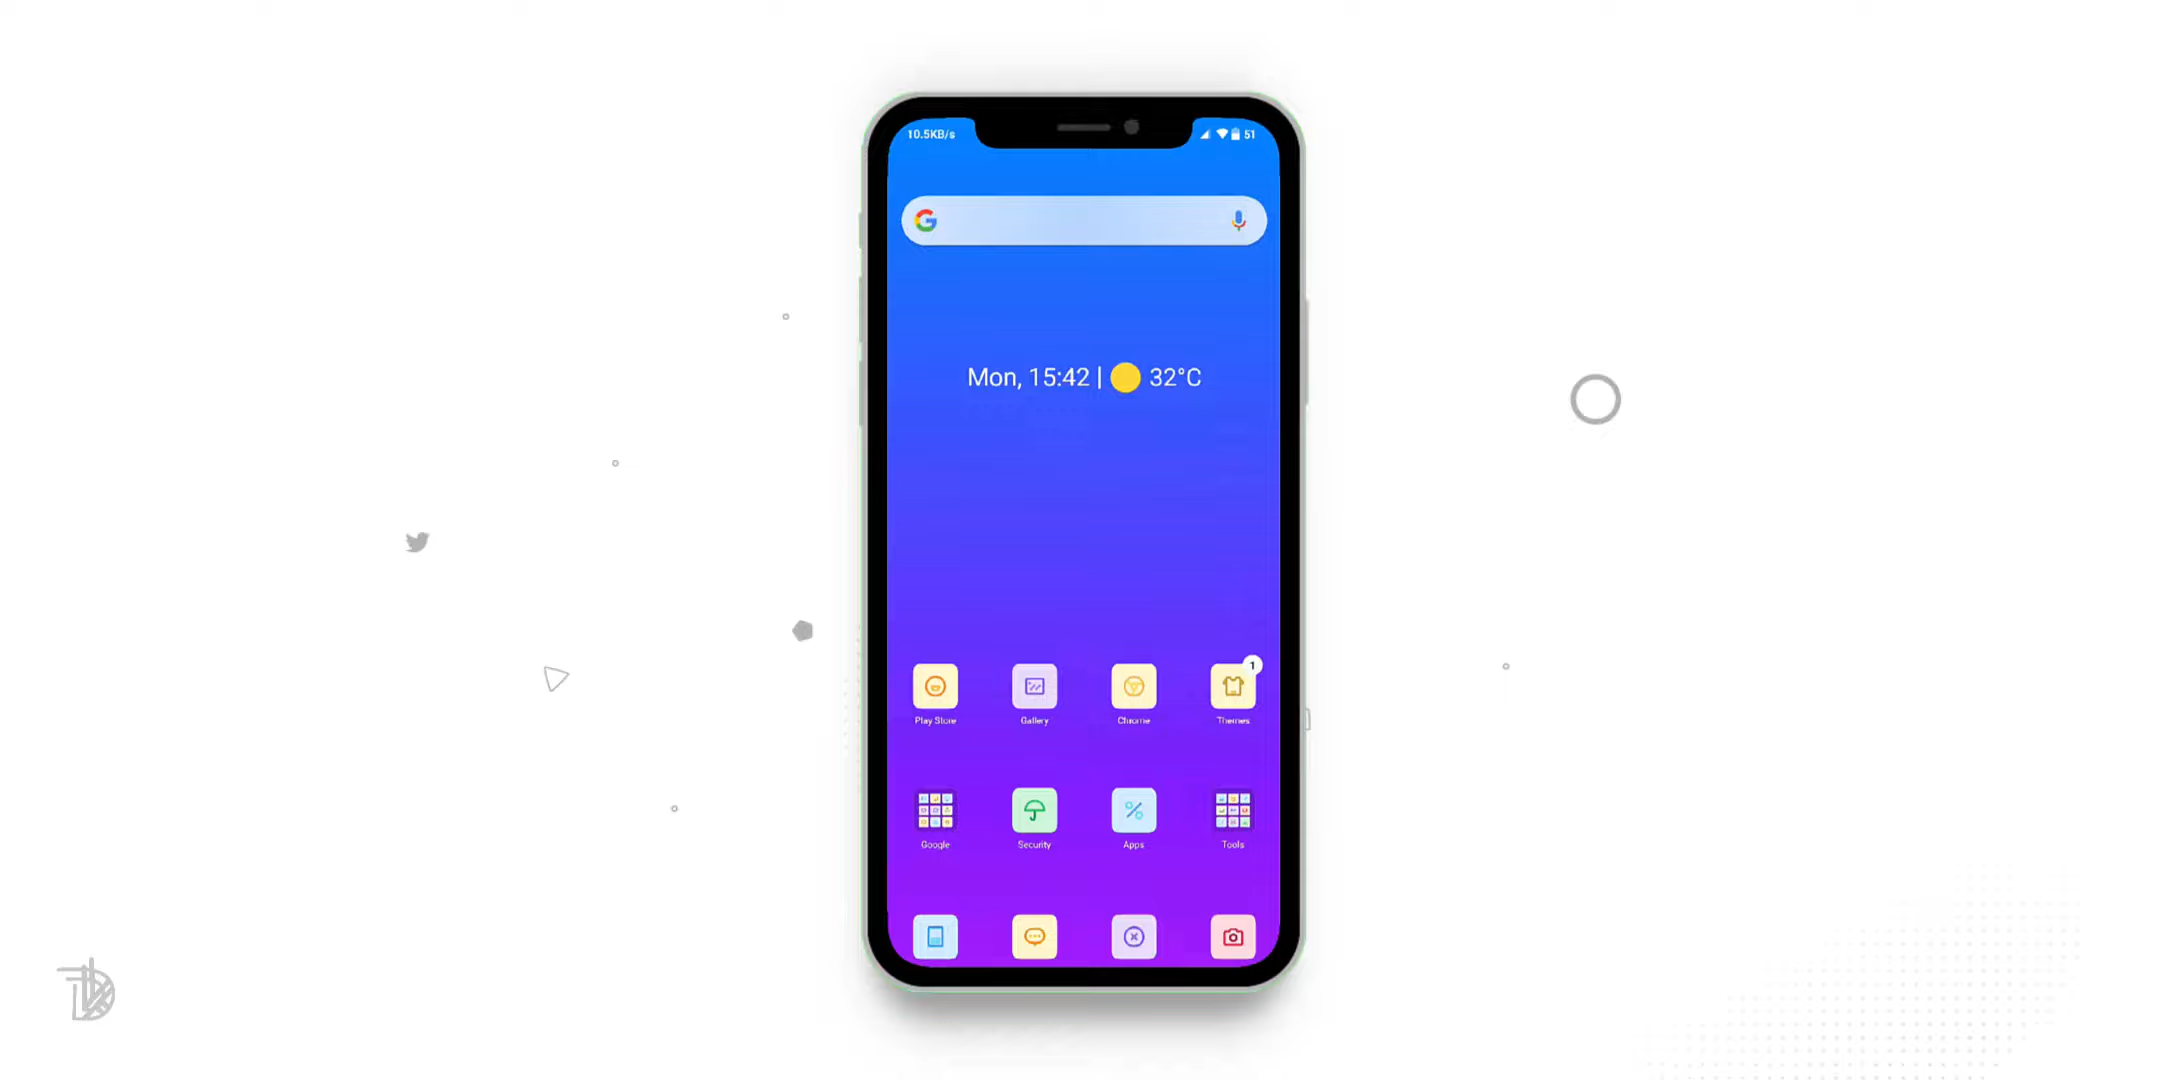 10.5KB/s 51
Mon, 15:42 | 32°C
1
Play Store Gallery Chrome Themes
Google Security Apps Tools